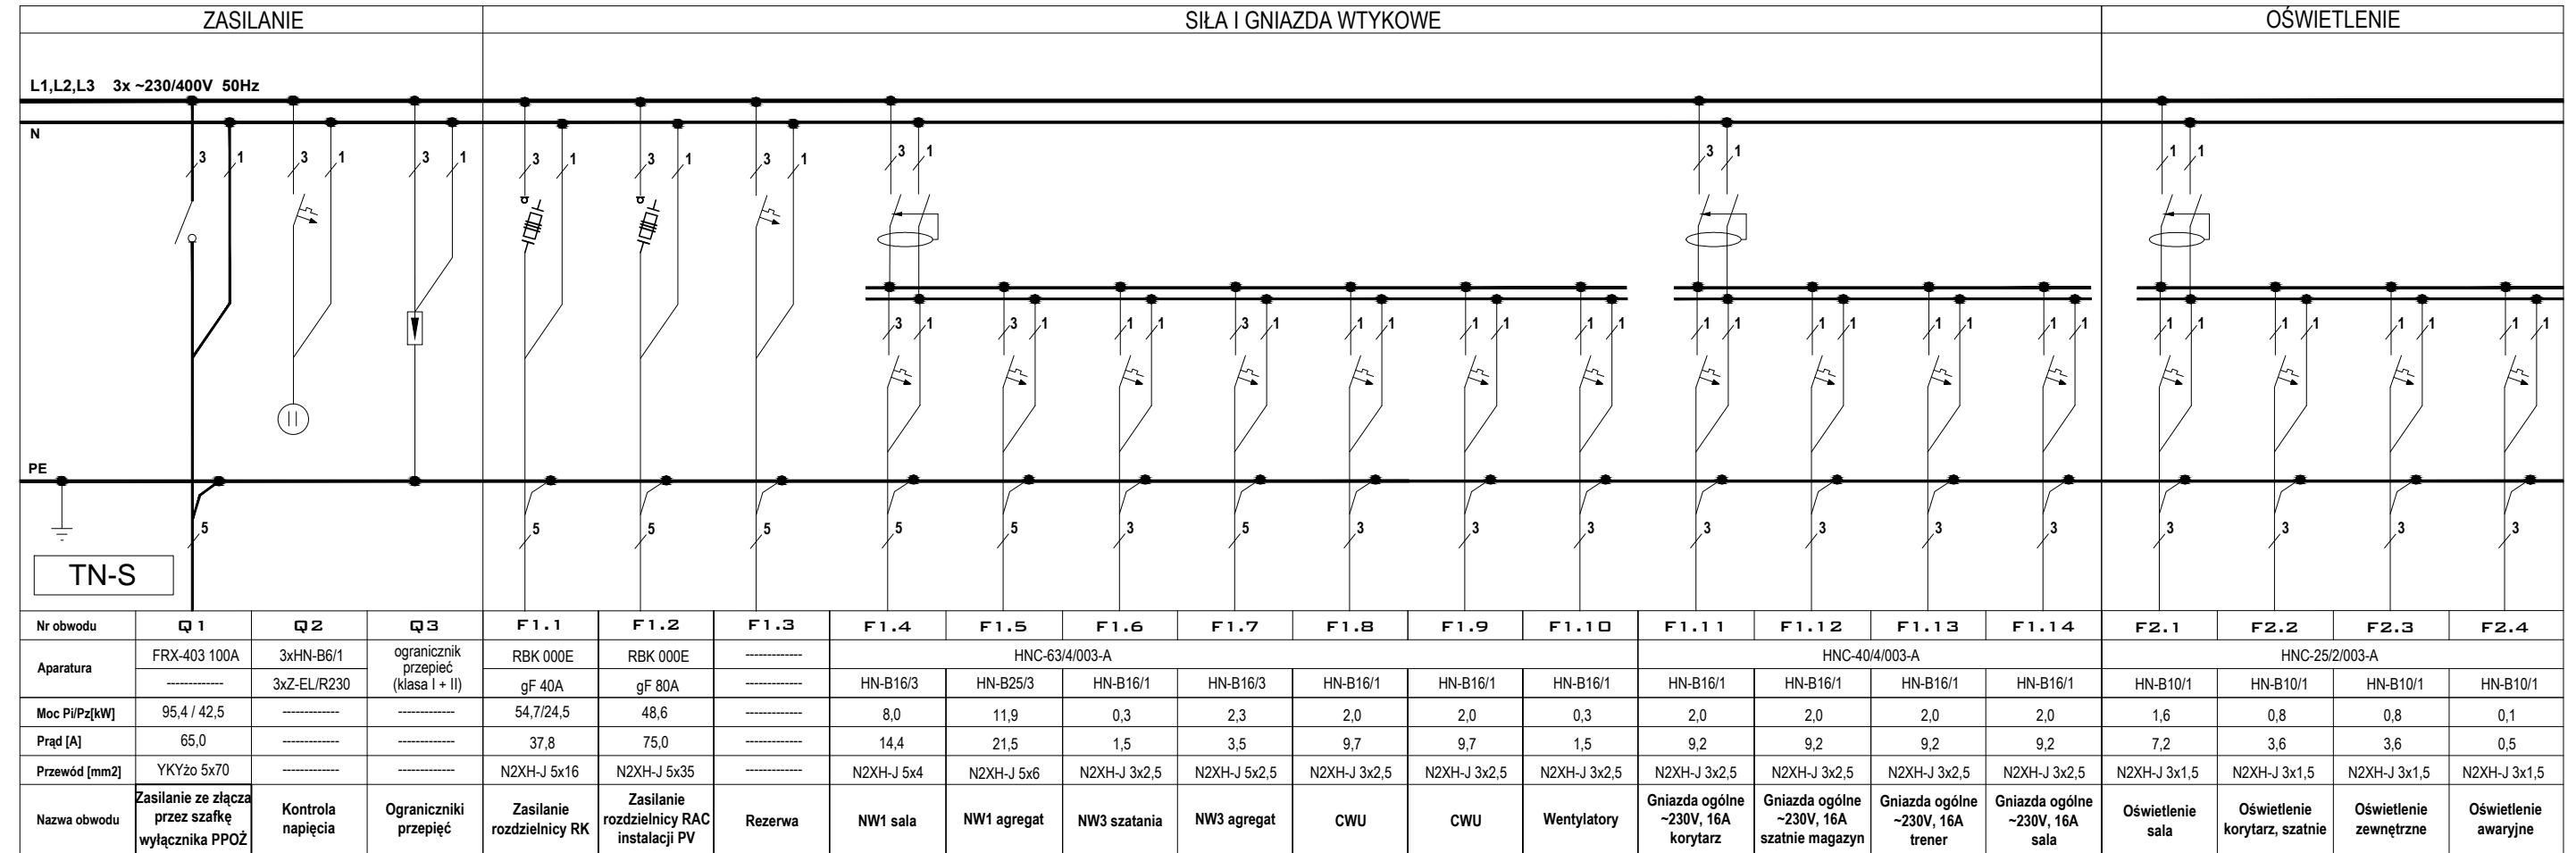 ZASILANIE SIŁA I GNIAZDA WTYKOWE OŚWIETLENIE
L1,L2,L3 3x ~230/400V 50Hz
N
3 1 3 1 3 1 3 1 3 1 3 1 3 1 3 1 1 1
3 1 3 1 1 1 3 1 1 1 1 1 1 1 1 1 1 1 1 1 1 1 1 1 1 1 1 1 1 1
PE
5 5 5 5 5 5 3 5 3 3 3 3 3 3 3 3 3 3 3
TN-S
Nr obwodu Q1 Q2 Q3 F1.1 F1.2 F1.3 F1.4 F1.5 F1.6 F1.7 F1.8 F1.9 F1.10 F1.11 F1.12 F1.13 F1.14 F2.1 F2.2 F2.3 F2.4
Aparatura
FRX-403 100A 3xHN-B6/1 ogranicznik przepięć (klasa I + II) RBK 000E RBK 000E ------------- HNC-63/4/003-A HNC-40/4/003-A HNC-25/2/003-A
------------- 3xZ-EL/R230 gF 40A gF 80A ------------- HN-B16/3 HN-B25/3 HN-B16/1 HN-B16/3 HN-B16/1 HN-B16/1 HN-B16/1 HN-B16/1 HN-B16/1 HN-B16/1 HN-B16/1 HN-B10/1 HN-B10/1 HN-B10/1 HN-B10/1
Moc Pi/Pz[kW] 95,4 / 42,5 ------------- ------------- 54,7/24,5 48,6 ------------- 8,0 11,9 0,3 2,3 2,0 2,0 0,3 2,0 2,0 2,0 2,0 1,6 0,8 0,8 0,1
Prąd [A] 65,0 ------------- ------------- 37,8 75,0 ------------- 14,4 21,5 1,5 3,5 9,7 9,7 1,5 9,2 9,2 9,2 9,2 7,2 3,6 3,6 0,5
Przewód [mm2] YKYżo 5x70 ------------- ------------- N2XH-J 5x16 N2XH-J 5x35 ------------- N2XH-J 5x4 N2XH-J 5x6 N2XH-J 3x2,5 N2XH-J 5x2,5 N2XH-J 3x2,5 N2XH-J 3x2,5 N2XH-J 3x2,5 N2XH-J 3x2,5 N2XH-J 3x2,5 N2XH-J 3x2,5 N2XH-J 3x2,5 N2XH-J 3x1,5 N2XH-J 3x1,5 N2XH-J 3x1,5 N2XH-J 3x1,5
Nazwa obwodu
Zasilanie ze złącza
przez szafkę
wyłącznika PPOŻ
Kontrola
napięcia
Ograniczniki
przepięć
Zasilanie
rozdzielnicy RK
Zasilanie
rozdzielnicy RAC
instalacji PV
Rezerwa
NW1 sala
NW1 agregat
NW3 szatania
NW3 agregat
CWU
CWU
Wentylatory
Gniazda ogólne
~230V, 16A
korytarz
Gniazda ogólne
~230V, 16A
szatnie magazyn
Gniazda ogólne
~230V, 16A
trener
Gniazda ogólne
~230V, 16A
sala
Oświetlenie
sala
Oświetlenie
korytarz, szatnie
Oświetlenie
zewnętrzne
Oświetlenie
awaryjne